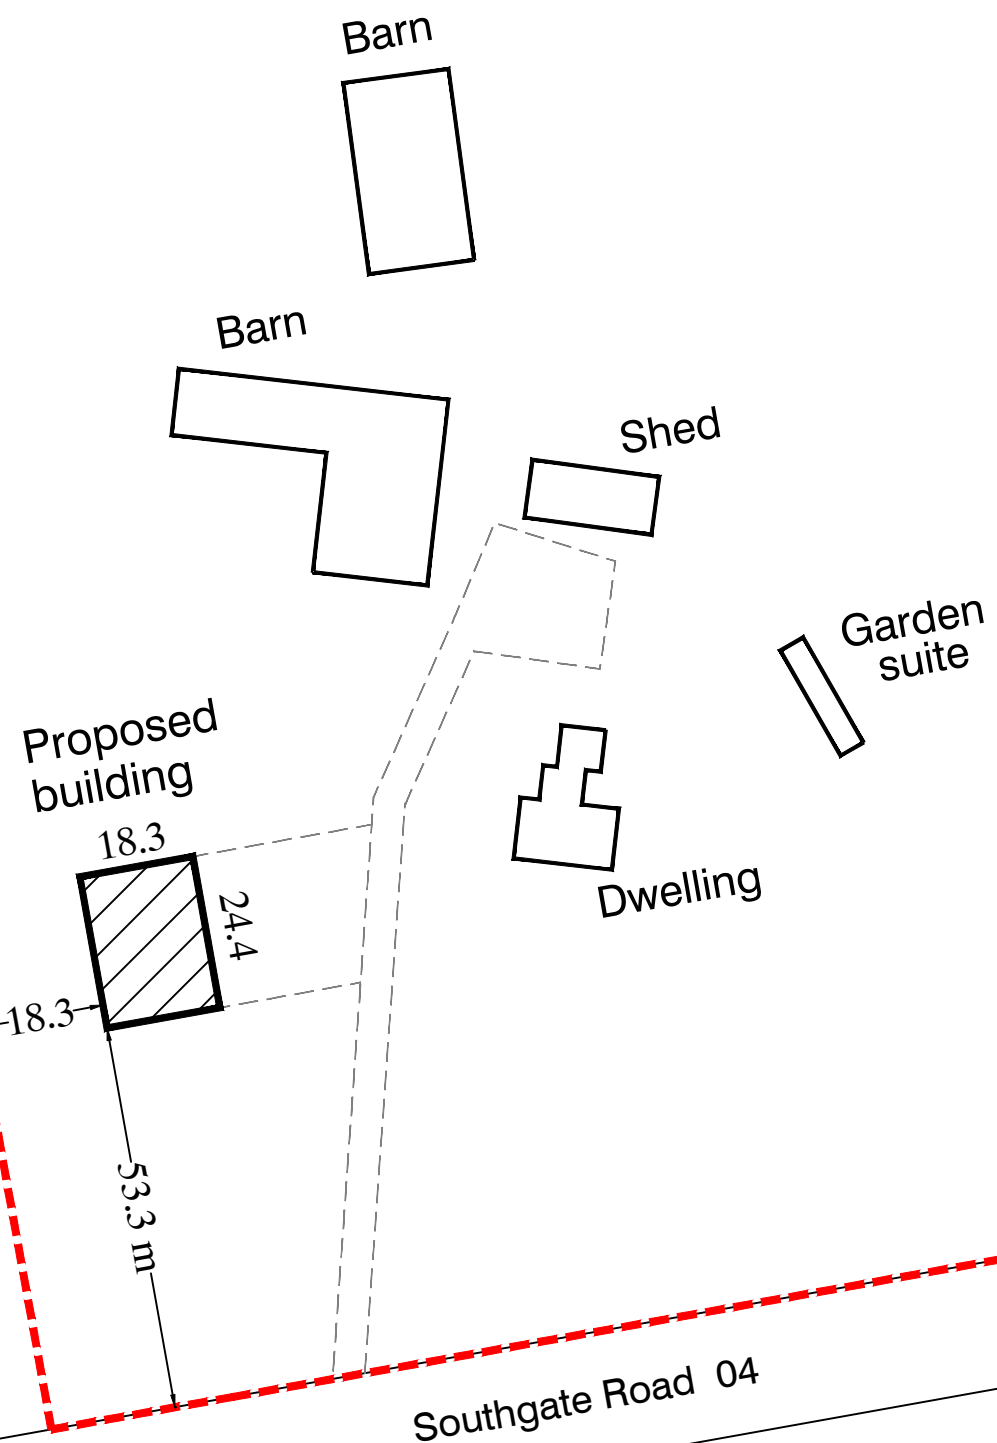 Barn
Barn
Shed
Garden
suite
Proposed
building
18.3
24.4
Dwelling
18.3
53.3 m
Southgate Road 04